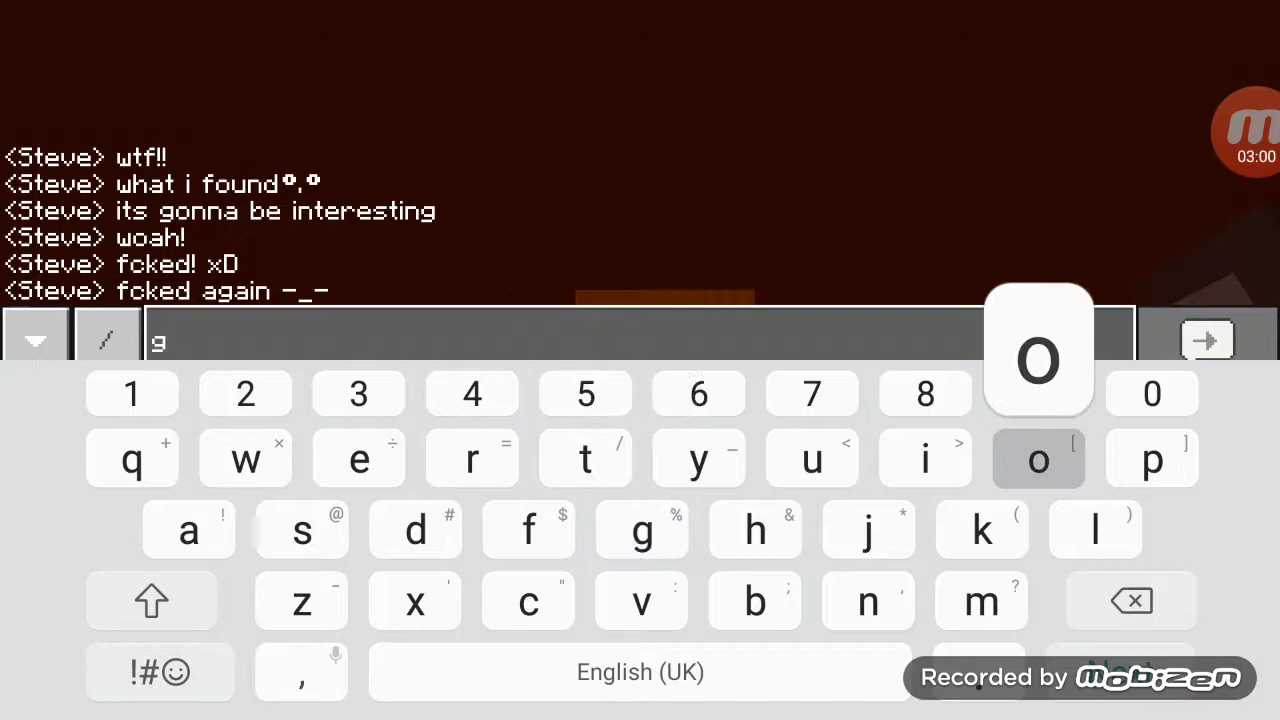 <Steve> wtf!!
<Steve> what i found°.°
<Steve> its gonna be interesting
<Steve> woah!
<Steve> fcked! xD
<Steve> fcked again -_-
03:00
/ g
o
1 2 3 4 5 6 7 8 0
q + w × e ÷ r = t / y _ u < i > o [ p ]
a ! s @ d # f $ g % h & j * k ( l )
z - x ' c " v : b ; n , m ?
!#☺ , English (UK) .
Recorded by mobizen